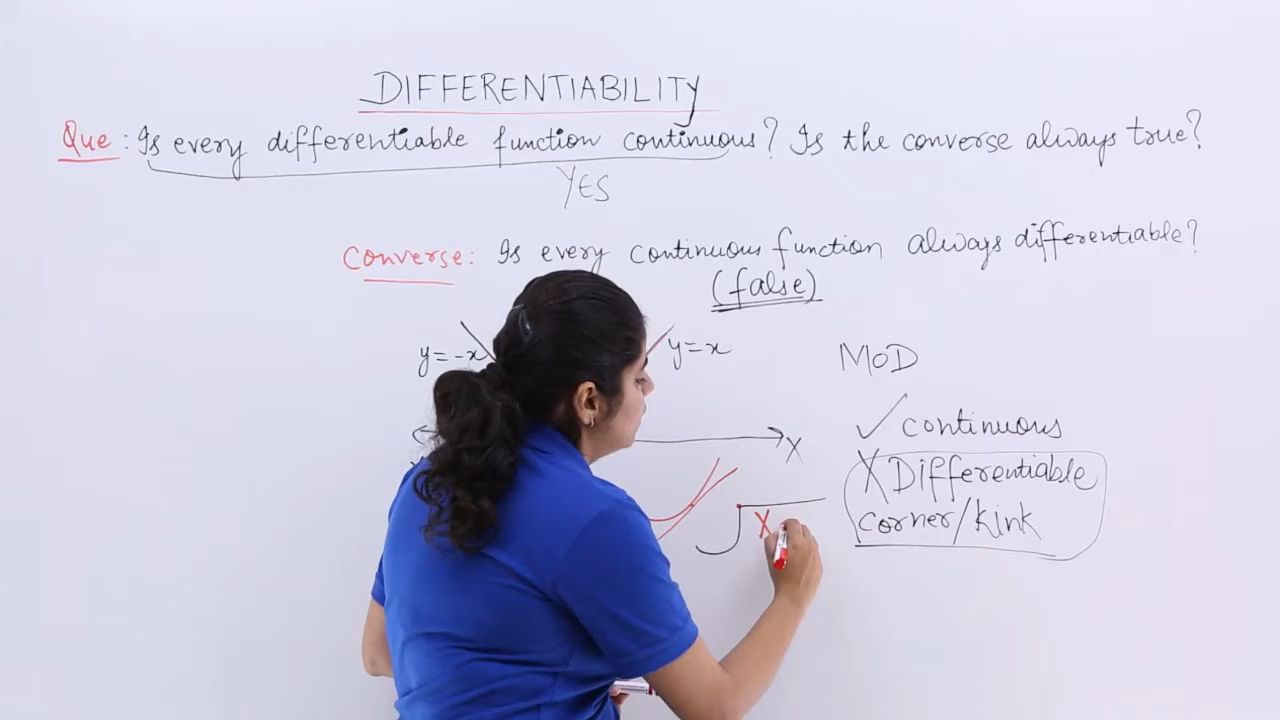 DIFFERENTIABILITY
Que : Is every differentiable function continuous? Is the converse always true?
YES
Converse: Is every continuous function always differentiable?
(false)
y=-x
y=x
MOD
✓ continuous
X
X Differentiable
corner/kink
X